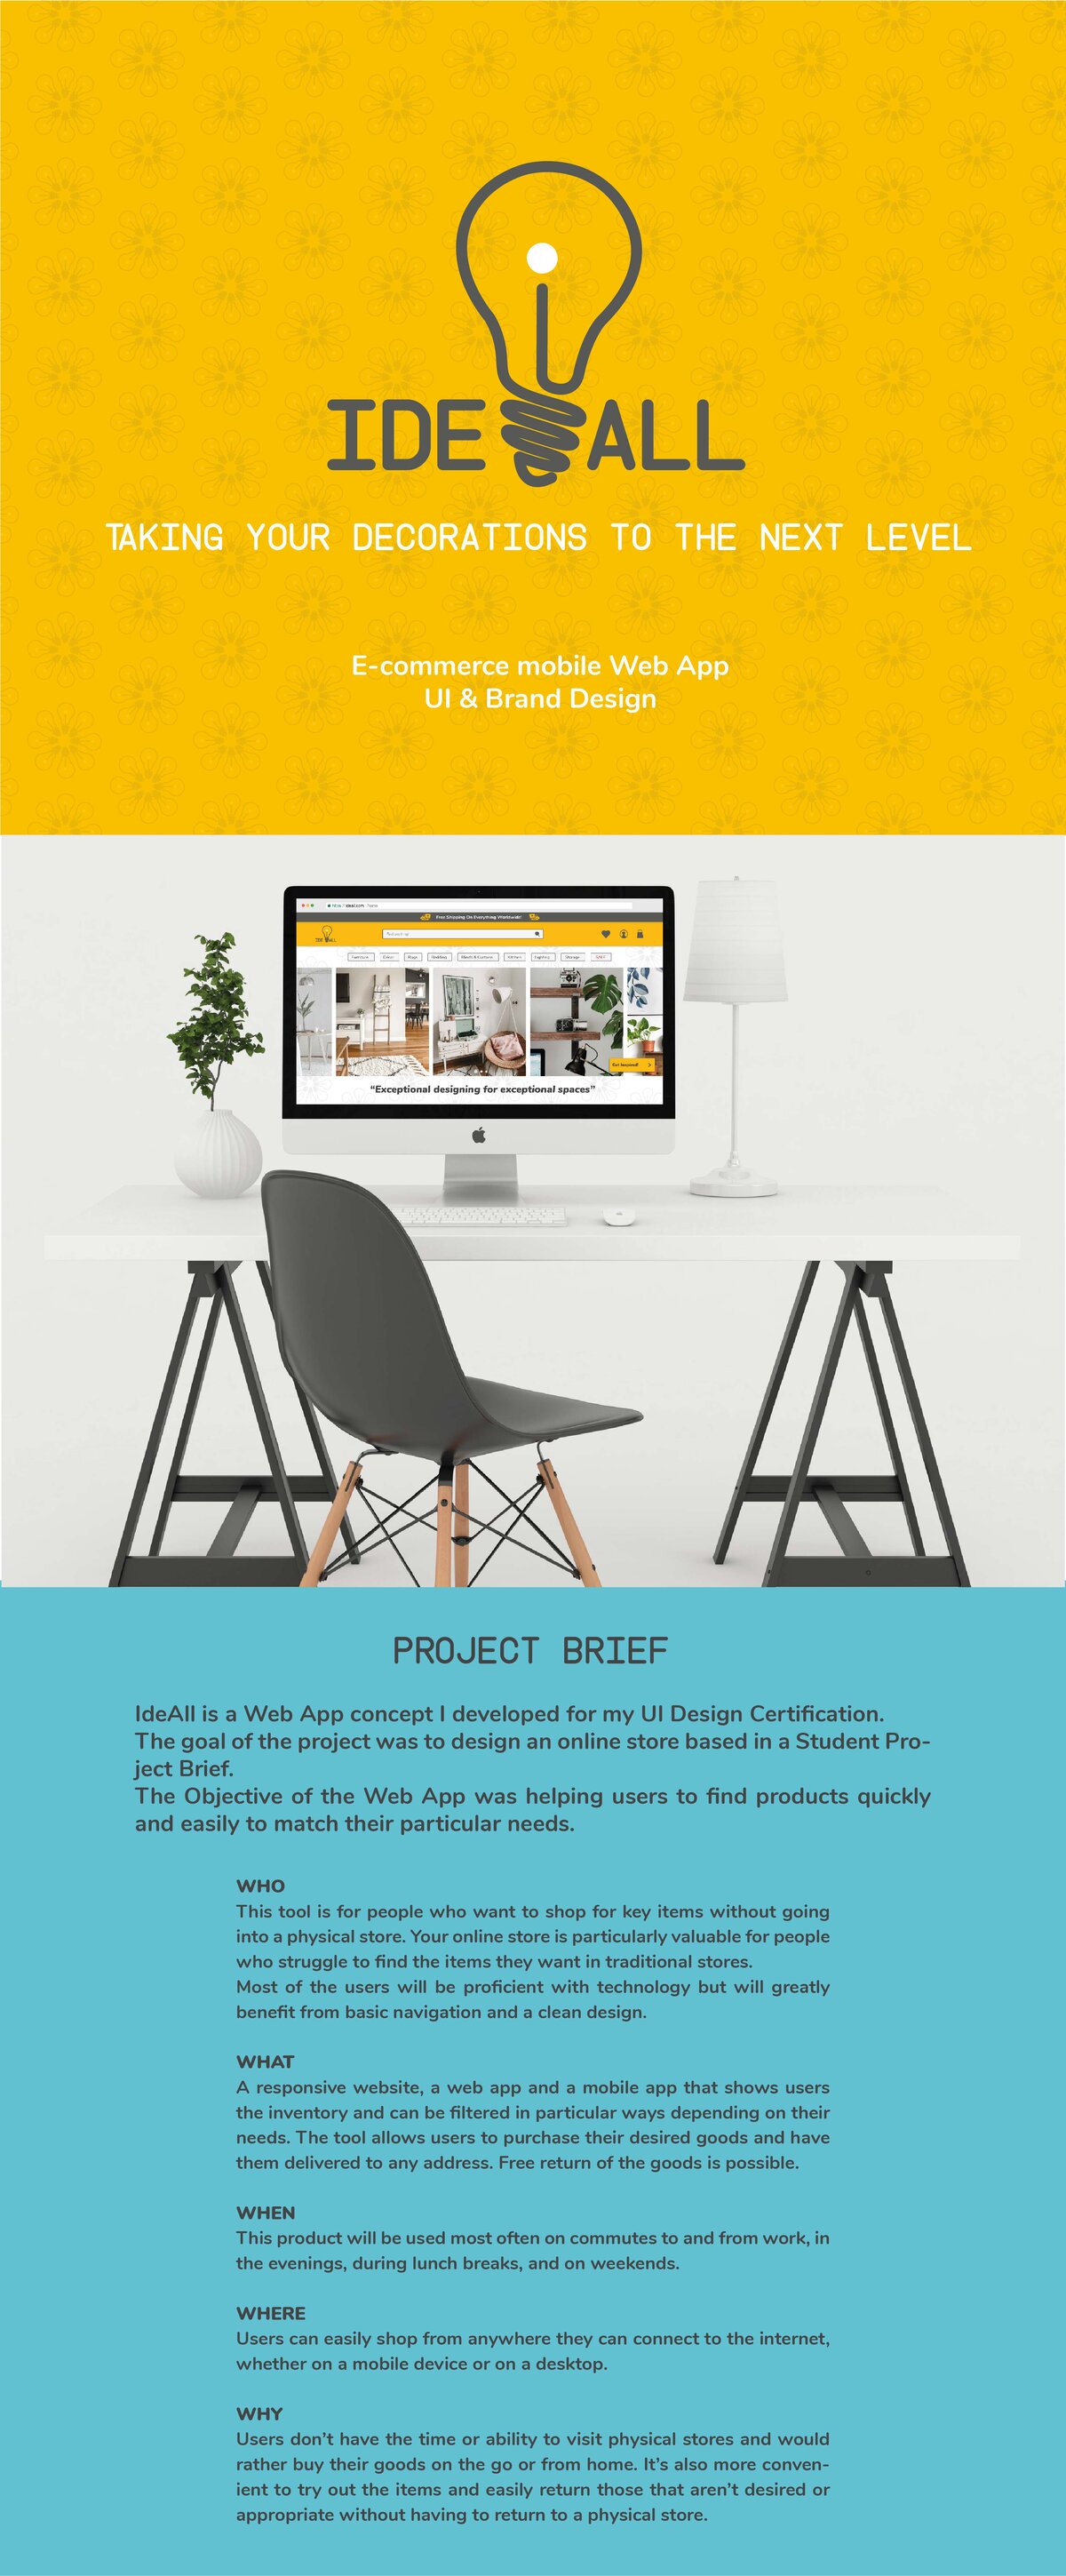 IDE ALL
TAKING YOUR DECORATIONS TO THE NEXT LEVEL
E-commerce mobile Web App
UI & Brand Design
Free Shipping On Everything Worldwide!
IDE ALL
Furniture Décor Rugs Bedding Blinds & Curtains Kitchen Lighting Storage SALE
Get Inspired!
“Exceptional designing for exceptional spaces”
PROJECT BRIEF
IdeAll is a Web App concept I developed for my UI Design Certification.
The goal of the project was to design an online store based in a Student Pro-
ject Brief.
The Objective of the Web App was helping users to find products quickly
and easily to match their particular needs.
WHO
This tool is for people who want to shop for key items without going
into a physical store. Your online store is particularly valuable for people
who struggle to find the items they want in traditional stores.
Most of the users will be proficient with technology but will greatly
benefit from basic navigation and a clean design.
WHAT
A responsive website, a web app and a mobile app that shows users
the inventory and can be filtered in particular ways depending on their
needs. The tool allows users to purchase their desired goods and have
them delivered to any address. Free return of the goods is possible.
WHEN
This product will be used most often on commutes to and from work, in
the evenings, during lunch breaks, and on weekends.
WHERE
Users can easily shop from anywhere they can connect to the internet,
whether on a mobile device or on a desktop.
WHY
Users don’t have the time or ability to visit physical stores and would
rather buy their goods on the go or from home. It’s also more conven-
ient to try out the items and easily return those that aren’t desired or
appropriate without having to return to a physical store.